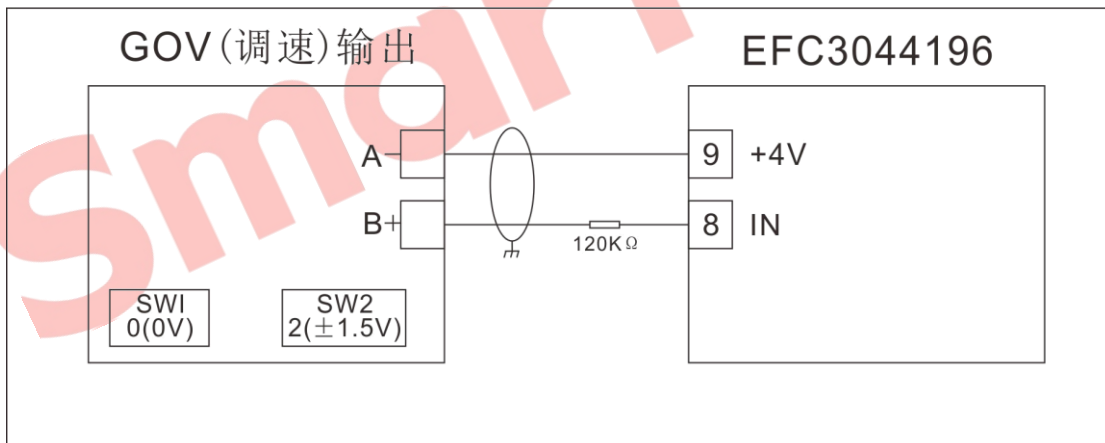 GOV(调速)输出
EFC3044196
A-
9 +4V
B+
120KΩ
8 IN
SWI
0(0V)
SW2
2(±1.5V)
Smar